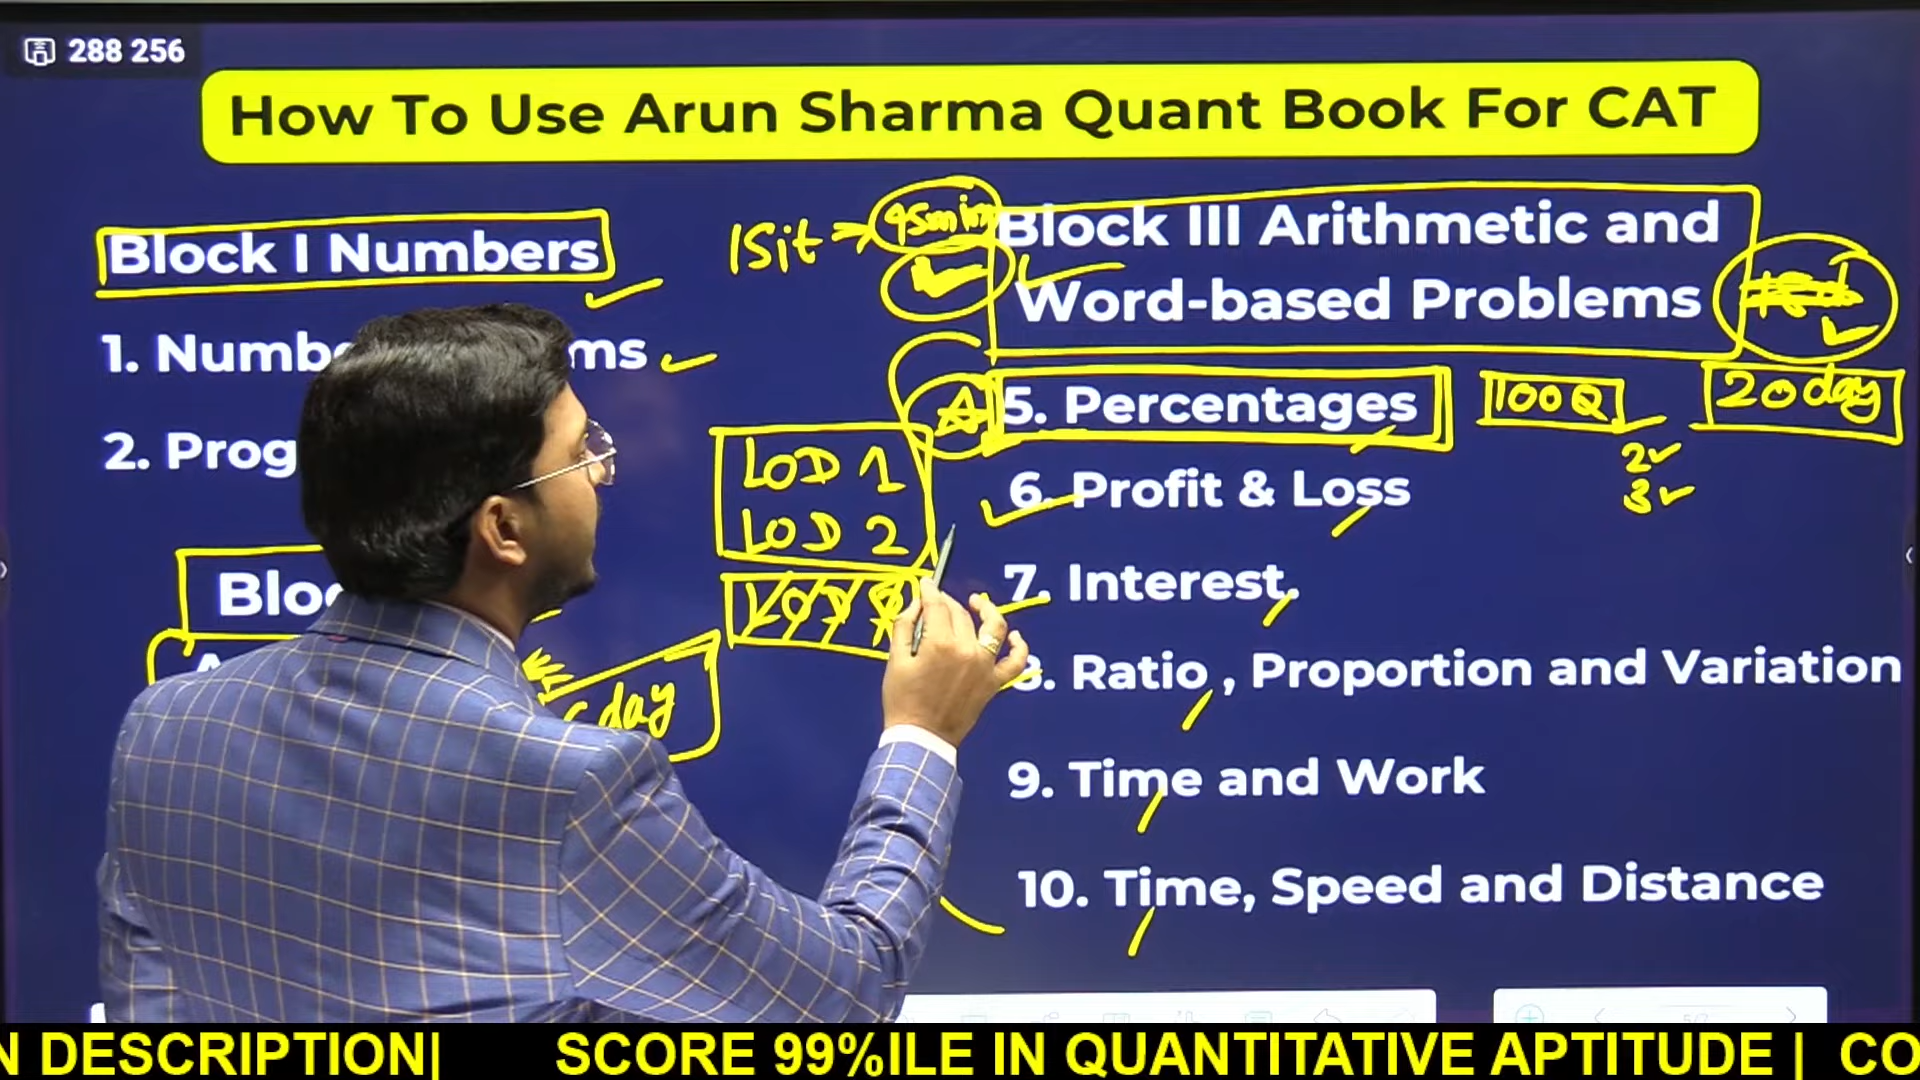 288 256
How To Use Arun Sharma Quant Book For CAT
Block I Numbers
1. Numbe ms
2. Prog
Bloc
day
1Sit → 45min
LOD 1
LOD 2
Block III Arithmetic and
Word-based Problems
5. Percentages
100Q
20 day
2
3
6. Profit & Loss
7. Interest
8. Ratio , Proportion and Variation
9. Time and Work
10. Time, Speed and Distance
N DESCRIPTION| SCORE 99%ILE IN QUANTITATIVE APTITUDE | CO